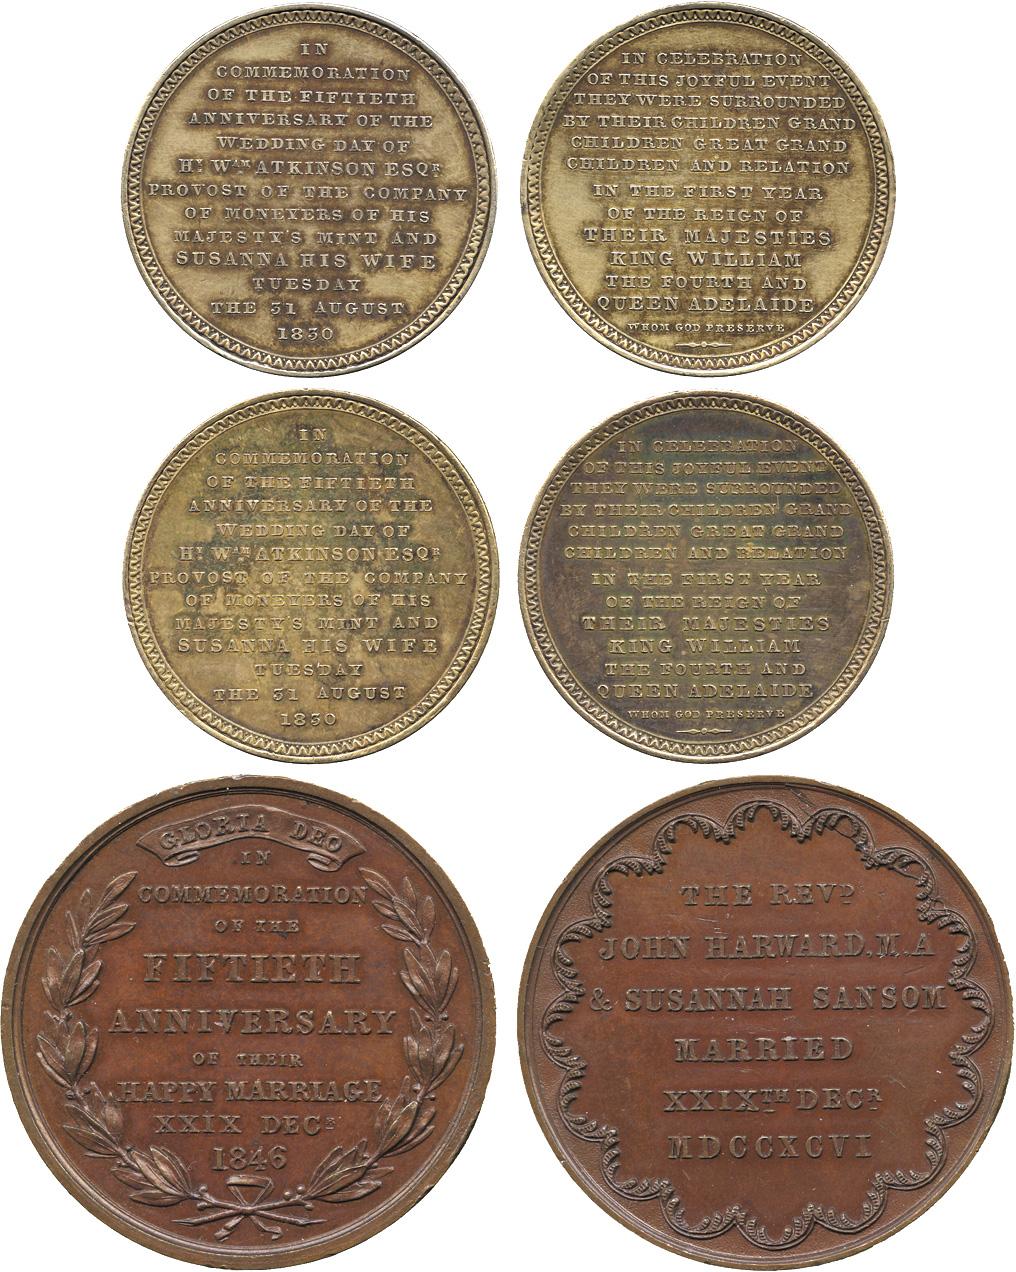 IN
COMMEMORATION
OF THE FIFTIETH
ANNIVERSARY OF THE
WEDDING DAY OF
HY. WAM ATKINSON ESQR
PROVOST OF THE COMPANY
OF MONEYERS OF HIS
MAJESTY'S MINT AND
SUSANNA HIS WIFE
TUESDAY
THE 31 AUGUST
1830
IN CELEBRATION
OF THIS JOYFUL EVENT
THEY WERE SURROUNDED
BY THEIR CHILDREN GRAND
CHILDREN GREAT GRAND
CHILDREN AND RELATION
IN THE FIRST YEAR
OF THE REIGN OF
THEIR MAJESTIES
KING WILLIAM
THE FOURTH AND
QUEEN ADELAIDE
WHOM GOD PRESERVE
IN
COMMEMORATION
OF THE FIFTIETH
ANNIVERSARY OF THE
WEDDING DAY OF
HY. WAM ATKINSON ESQR
PROVOST OF THE COMPANY
OF MONEYERS OF HIS
MAJESTY'S MINT AND
SUSANNA HIS WIFE
TUESDAY
THE 31 AUGUST
1830
IN CELEBRATION
OF THIS JOYFUL EVENT
THEY WERE SURROUNDED
BY THEIR CHILDREN GRAND
CHILDREN GREAT GRAND
CHILDREN AND RELATION
IN THE FIRST YEAR
OF THE REIGN OF
THEIR MAJESTIES
KING WILLIAM
THE FOURTH AND
QUEEN ADELAIDE
WHOM GOD PRESERVE
GLORIA DEO
IN
COMMEMORATION
OF THE
FIFTIETH
ANNIVERSARY
OF THEIR
HAPPY MARRIAGE
XXIX DECR
1846
THE REVD
JOHN HARWARD, M.A
& SUSANNAH SANSOM
MARRIED
XXIXTH DECR
MDCCXCVI